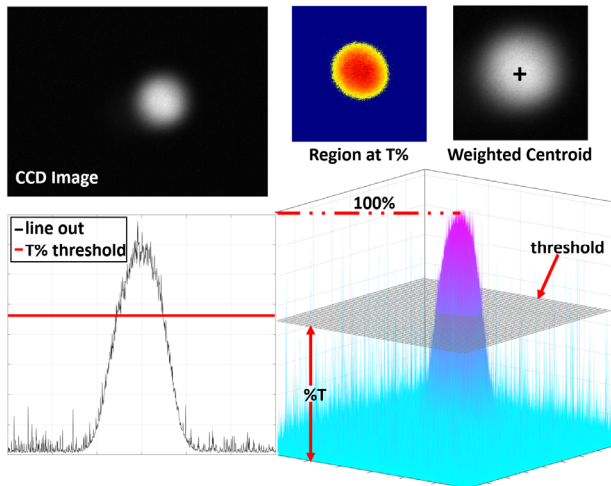 CCD Image
Region at T%
Weighted Centroid
line out
T% threshold
100%
threshold
%T